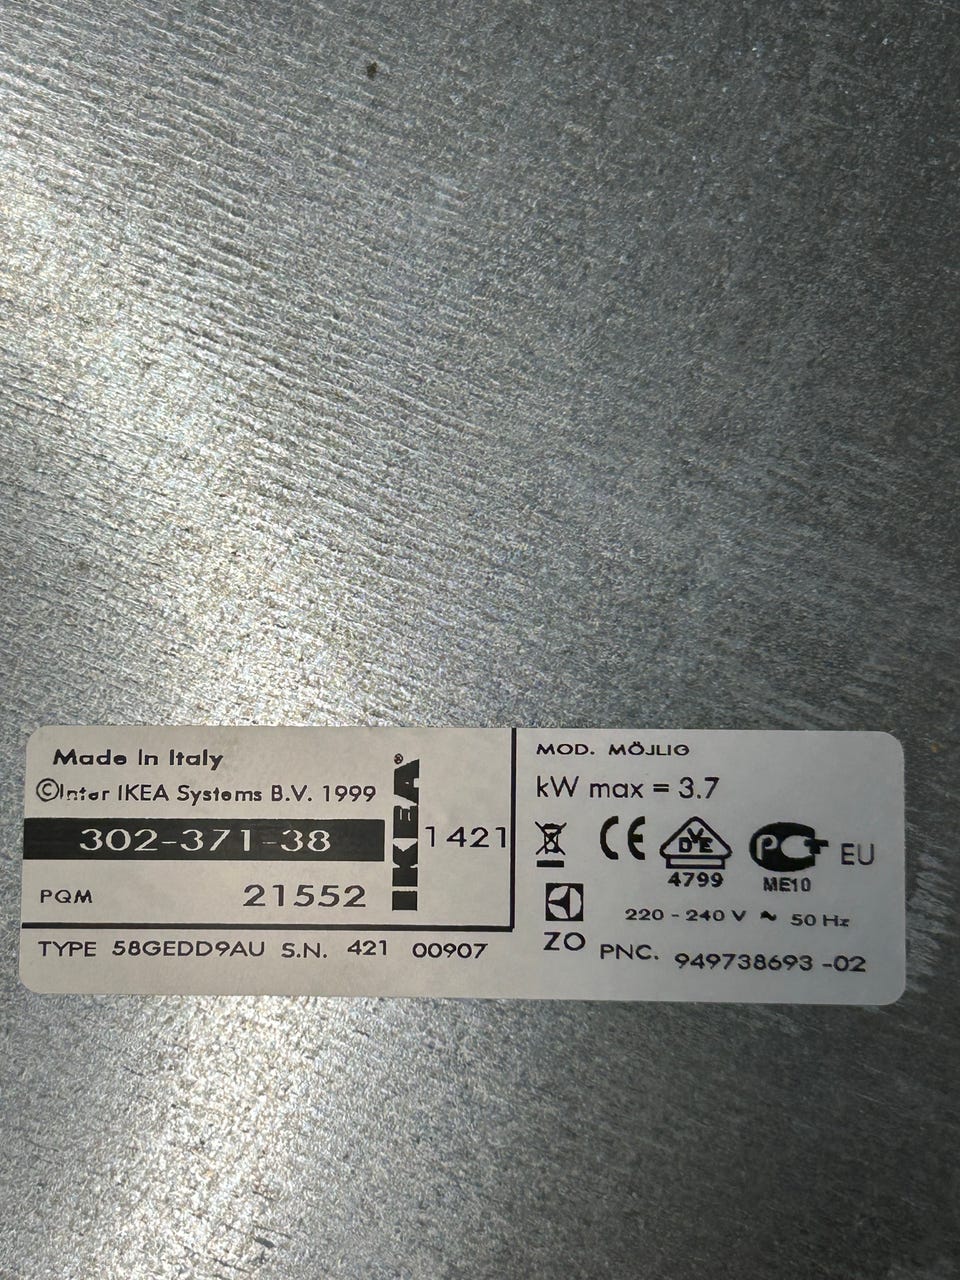 Made In Italy
©Inter IKEA Systems B.V. 1999
302-371-38
PQM 21552
IKEA®
1421
TYPE 58GEDD9AU S.N. 421 00907
MOD. MÖJLIG
kW max = 3.7
CE DVE PCT EU
4799 ME10
220 - 240 V ~ 50 Hz
ZO PNC. 949738693 -02